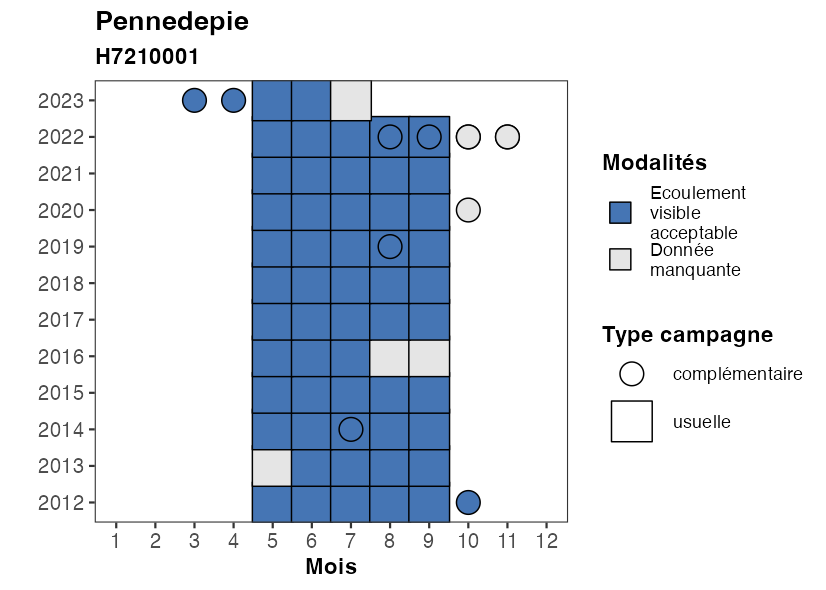 Pennedepie
H7210001
2023
2022
2021
2020
2019
2018
2017
2016
2015
2014
2013
2012
1 2 3 4 5 6 7 8 9 10 11 12
Mois
Modalités
Ecoulement
visible
acceptable
Donnée
manquante
Type campagne
complémentaire
usuelle